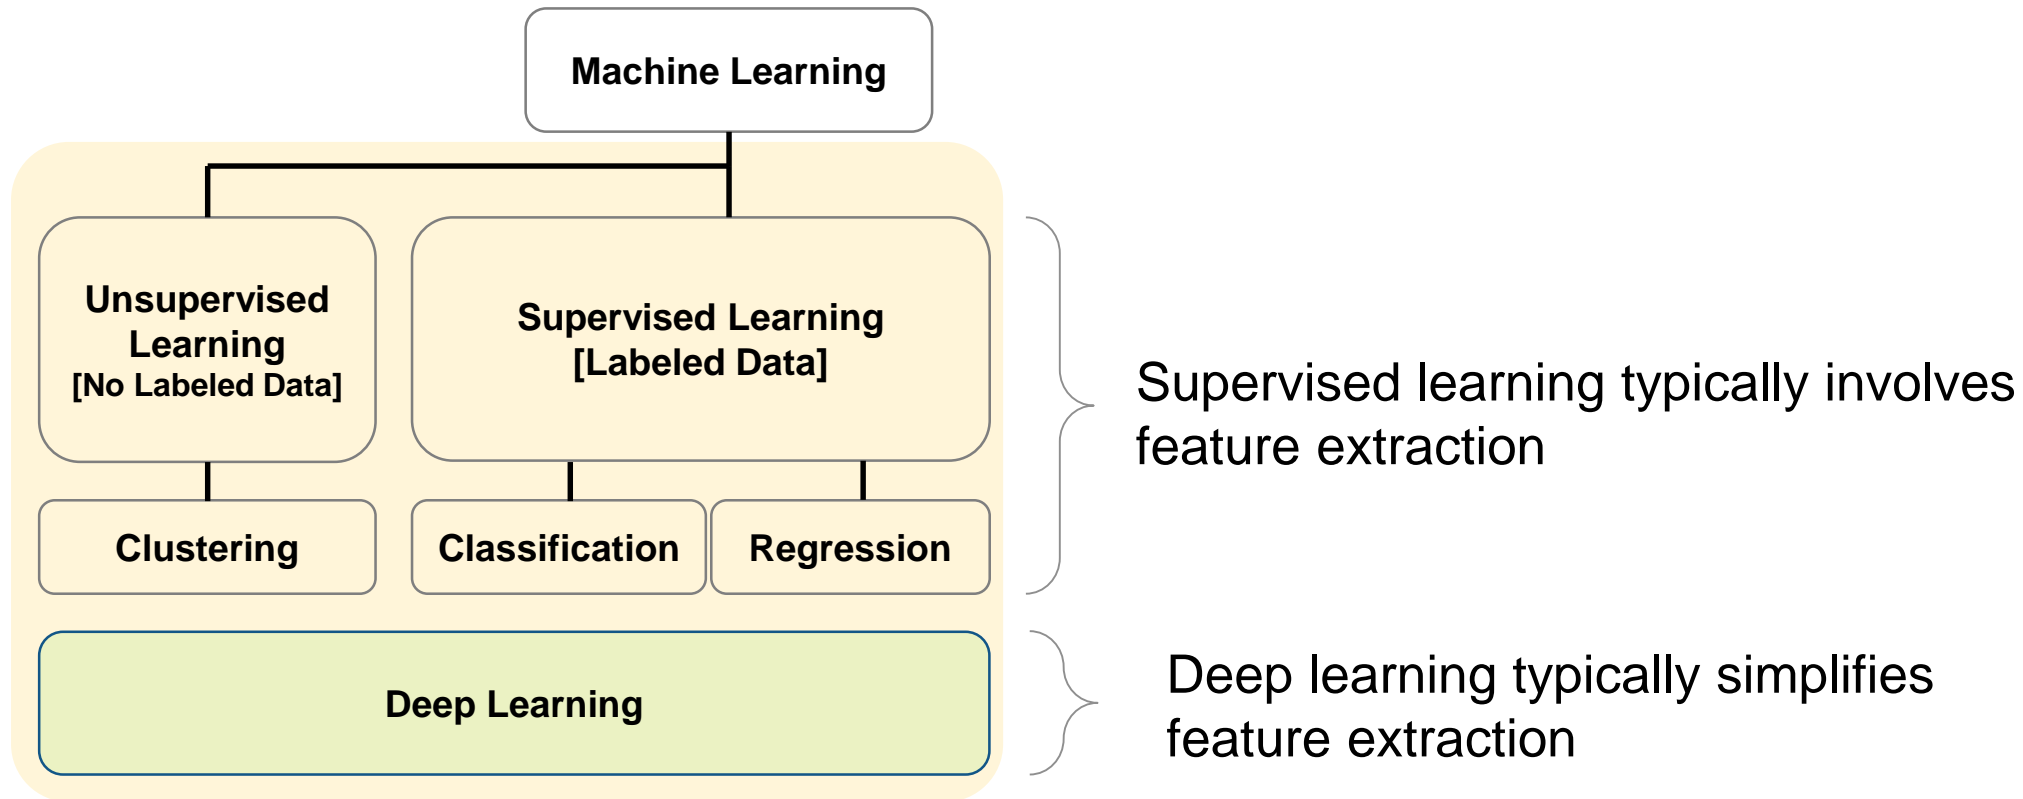 Machine Learning
Unsupervised
Learning
[No Labeled Data]
Supervised Learning
[Labeled Data]
Clustering
Classification
Regression
Supervised learning typically involves
feature extraction
Deep Learning
Deep learning typically simplifies
feature extraction